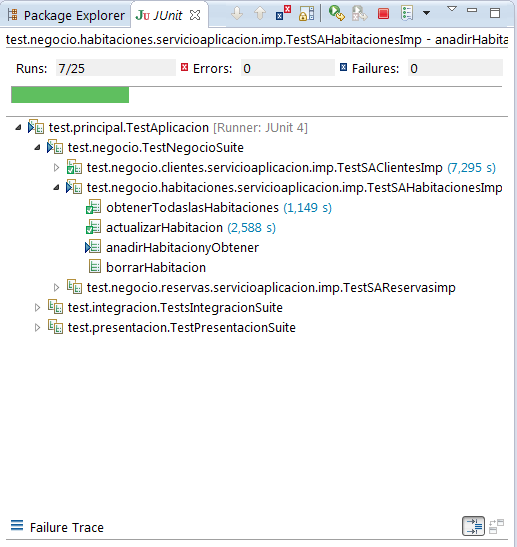 Package Explorer JUnit
test.negocio.habitaciones.servicioaplicacion.imp.TestSAHabitacionesImp - anadirHabita
Runs: 7/25 Errors: 0 Failures: 0
test.principal.TestAplicacion [Runner: JUnit 4]
test.negocio.TestNegocioSuite
test.negocio.clientes.servicioaplicacion.imp.TestSAClientesImp (7,295 s)
test.negocio.habitaciones.servicioaplicacion.imp.TestSAHabitacionesImp
obtenerTodaslasHabitaciones (1,149 s)
actualizarHabitacion (2,588 s)
anadirHabitacionyObtener
borrarHabitacion
test.negocio.reservas.servicioaplicacion.imp.TestSAReservasimp
test.integracion.TestsIntegracionSuite
test.presentacion.TestPresentacionSuite
Failure Trace